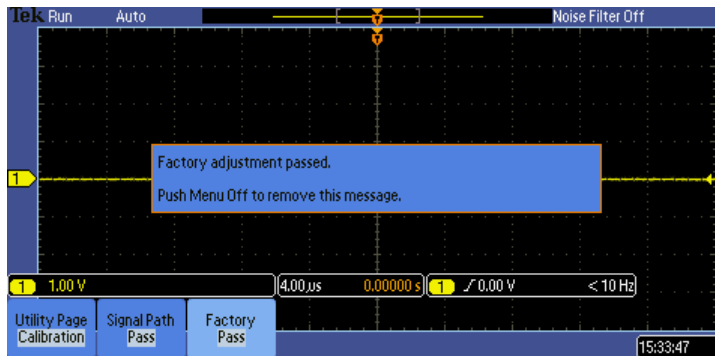 Tek Run Auto Noise Filter Off
Factory adjustment passed.
Push Menu Off to remove this message.
1
1 1.00 V 4.00µs 0.00000 s 1 0.00 V < 10 Hz
Utility Page Signal Path Factory
Calibration Pass Pass
15:33:47